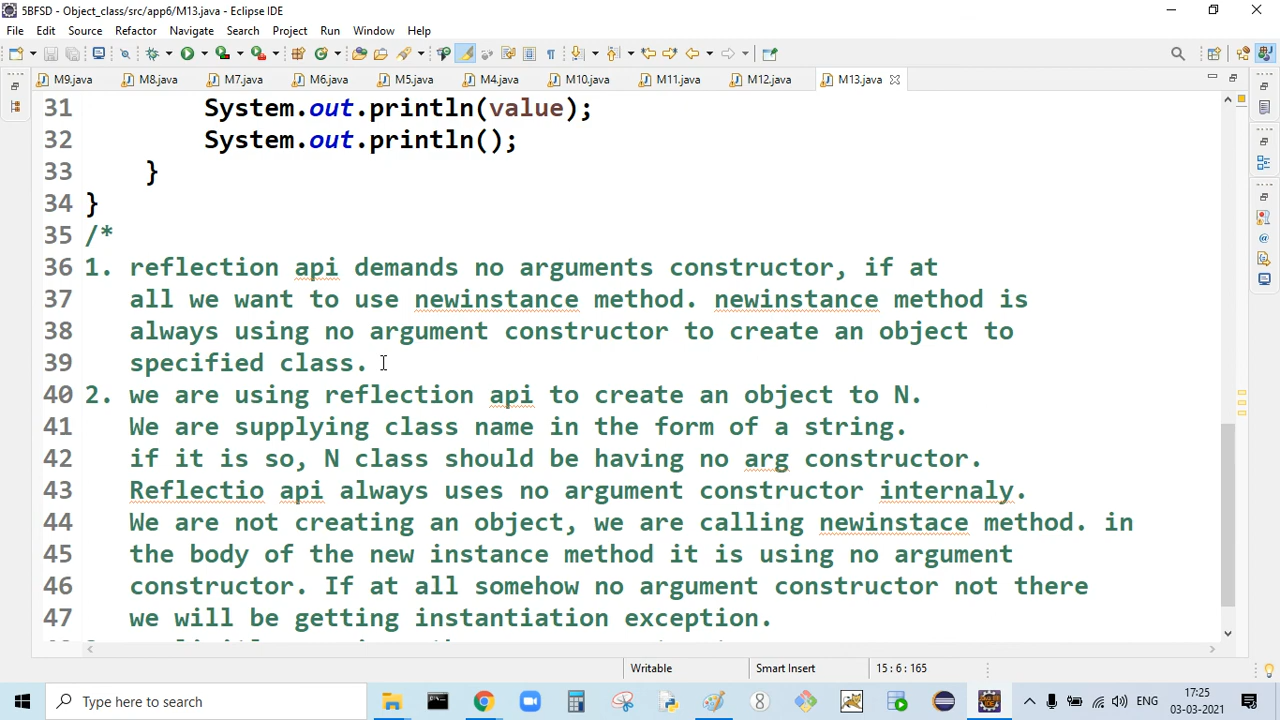 5BFSD - Object_class/src/app6/M13.java - Eclipse IDE
File Edit Source Refactor Navigate Search Project Run Window Help
M9.java M8.java M7.java M6.java M5.java M4.java M10.java M11.java M12.java M13.java
31 System.out.println(value);
32 System.out.println();
33 }
34 }
35 /*
36 1. reflection api demands no arguments constructor, if at
37 all we want to use newinstance method. newinstance method is
38 always using no argument constructor to create an object to
39 specified class.
40 2. we are using reflection api to create an object to N.
41 We are supplying class name in the form of a string.
42 if it is so, N class should be having no arg constructor.
43 Reflectio api always uses no argument constructor internaly.
44 We are not creating an object, we are calling newinstace method. in
45 the body of the new instance method it is using no argument
46 constructor. If at all somehow no argument constructor not there
47 we will be getting instantiation exception.
Writable Smart Insert 15 : 6 : 165
Type here to search
ENG
17:25
03-03-2021